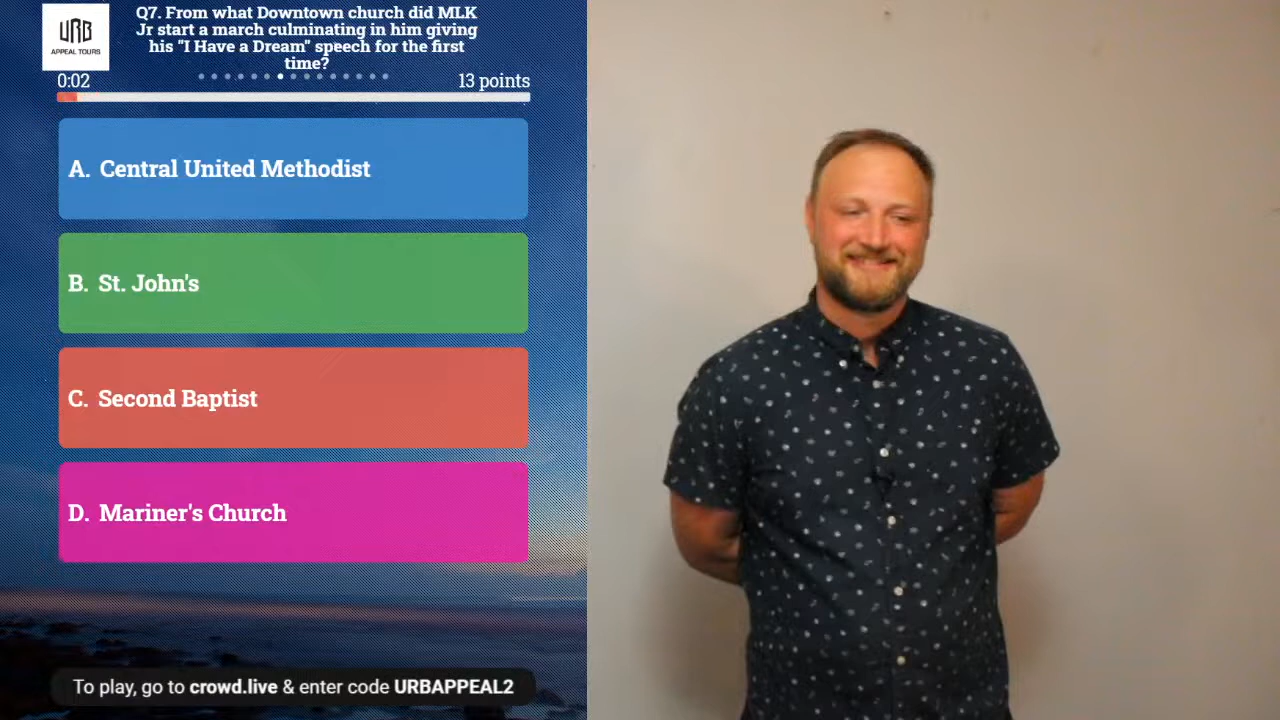 URB
APPEAL TOURS
Q7. From what Downtown church did MLK
Jr start a march culminating in him giving
his "I Have a Dream" speech for the first
time?
0:02
13 points
A. Central United Methodist
B. St. John's
C. Second Baptist
D. Mariner's Church
To play, go to crowd.live & enter code URBAPPEAL2